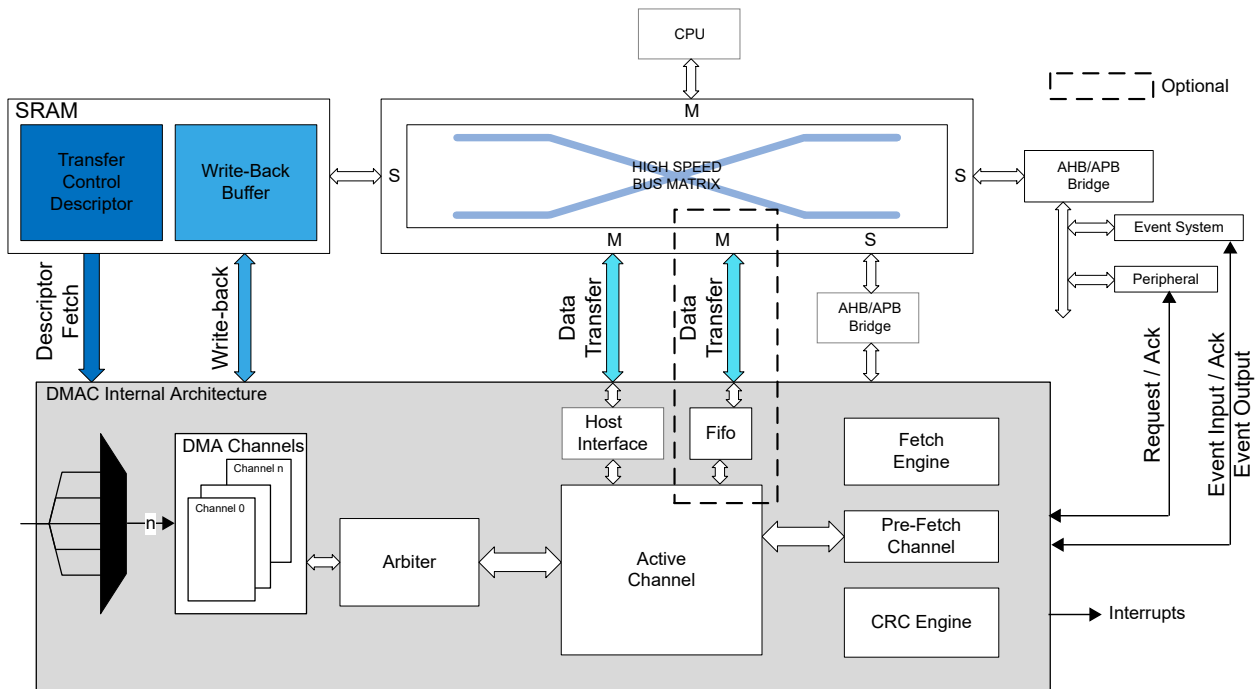 CPU
Optional
SRAM
Transfer
Control
Descriptor
Write-Back
Buffer
M
S
HIGH SPEED
BUS MATRIX
S
M
M
S
AHB/APB
Bridge
Event System
Peripheral
Descriptor
Fetch
Write-back
Data
Transfer
Data
Transfer
AHB/APB
Bridge
Request / Ack
Event Input / Ack
Event Output
DMAC Internal Architecture
n
DMA Channels
Channel n
Channel 0
Arbiter
Host
Interface
Fifo
Active
Channel
Fetch
Engine
Pre-Fetch
Channel
CRC Engine
Interrupts